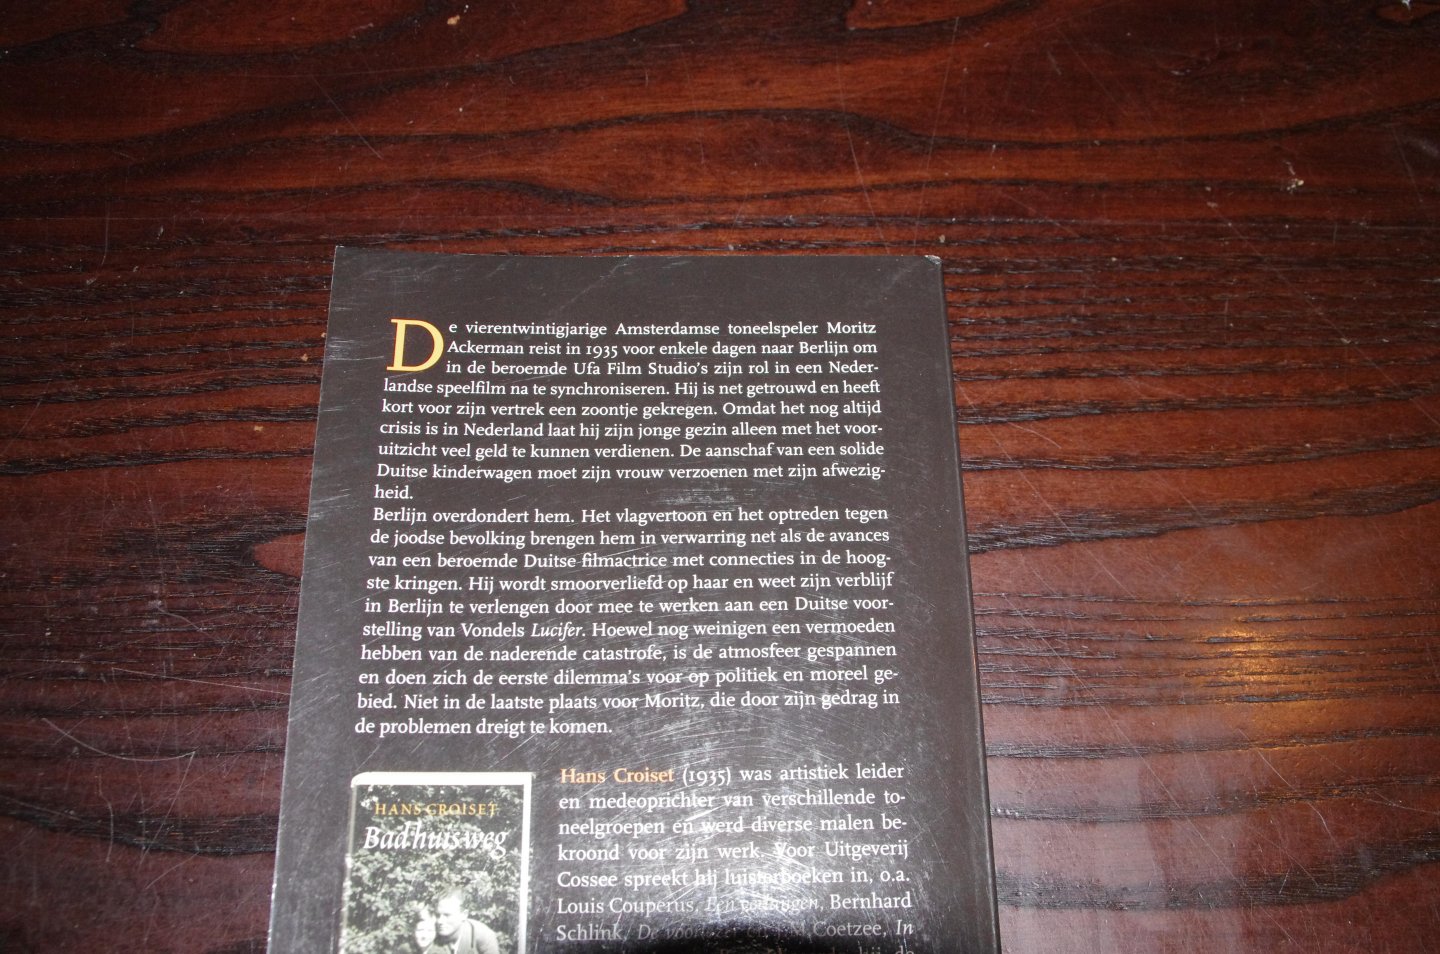 De vierentwintigjarige Amsterdamse toneelspeler Moritz
Ackerman reist in 1935 voor enkele dagen naar Berlijn om
in de beroemde Ufa Film Studio's zijn rol in een Neder-
landse speelfilm na te synchroniseren. Hij is net getrouwd en heeft
kort voor zijn vertrek een zoontje gekregen. Omdat het nog altijd
crisis is in Nederland laat hij zijn jonge gezin alleen met het voor-
uitzicht veel geld te kunnen verdienen. De aanschaf van een solide
Duitse kinderwagen moet zijn vrouw verzoenen met zijn afwezig-
heid.
Berlijn overdondert hem. Het vlagvertoon en het optreden tegen
de joodse bevolking brengen hem in verwarring net als de avances
van een beroemde Duitse filmactrice met connecties in de hoog-
ste kringen. Hij wordt smoorverliefd op haar en weet zijn verblijf
in Berlijn te verlengen door mee te werken aan een Duitse voor-
stelling van Vondels Lucifer. Hoewel nog weinigen een vermoeden
hebben van de naderende catastrofe, is de atmosfeer gespannen
en doen zich de eerste dilemma's voor op politiek en moreel ge-
bied. Niet in de laatste plaats voor Moritz, die door zijn gedrag in
de problemen dreigt te komen.
HANS CROISET
Badhuisweg
Hans Croiset (1935) was artistiek leider
en medeoprichter van verschillende to-
neelgroepen en werd diverse malen be-
kroond voor zijn werk. Voor Uitgeverij
Cossee spreekt hij luisterboeken in, o.a.
Louis Couperus, Een verlangen, Bernhard
Schlink, De voorlezer en J.M. Coetzee, In